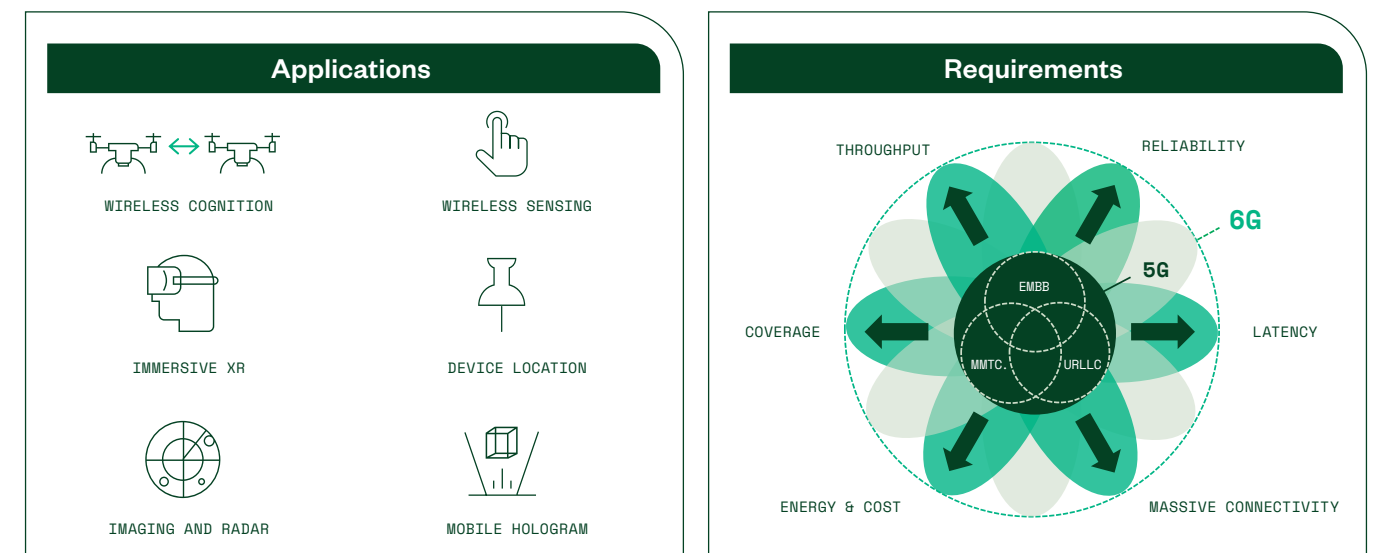 Applications
WIRELESS COGNITION
WIRELESS SENSING
IMMERSIVE XR
DEVICE LOCATION
IMAGING AND RADAR
MOBILE HOLOGRAM
Requirements
THROUGHPUT
RELIABILITY
6G
5G
EMBB
COVERAGE
LATENCY
MMTC.
URLLC
ENERGY & COST
MASSIVE CONNECTIVITY